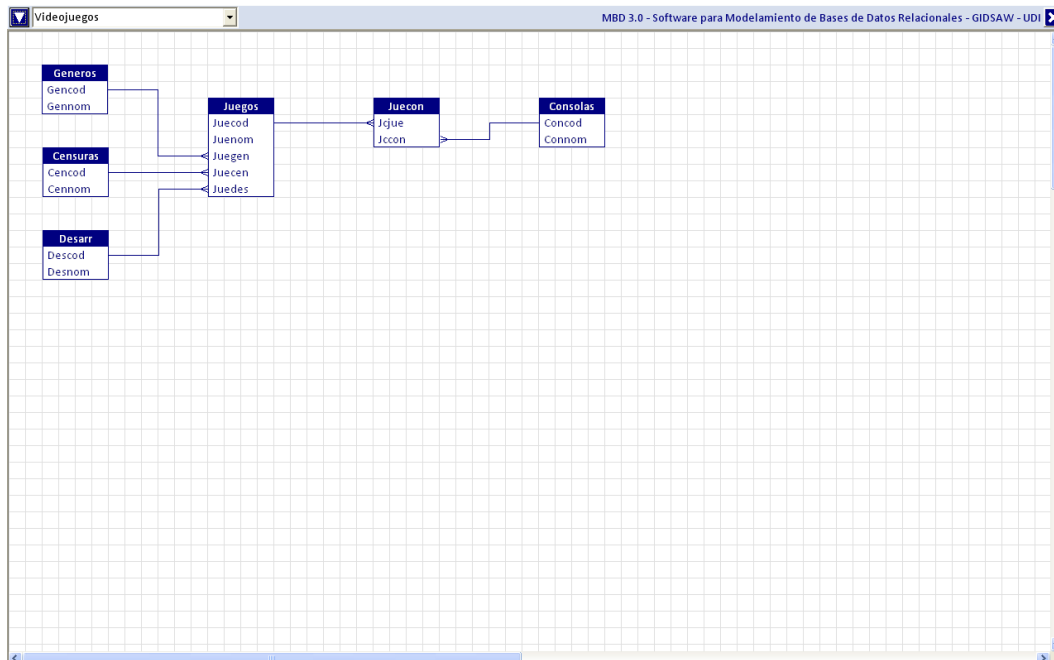 Videojuegos
MBD 3.0 - Software para Modelamiento de Bases de Datos Relacionales - GIDSAW - UDI
Generos
Gencod
Gennom
Censuras
Cencod
Cennom
Desarr
Descod
Desnom
Juegos
Juecod
Juenom
Juegen
Juecen
Juedes
Juecon
Jcjue
Jccon
Consolas
Concod
Connom